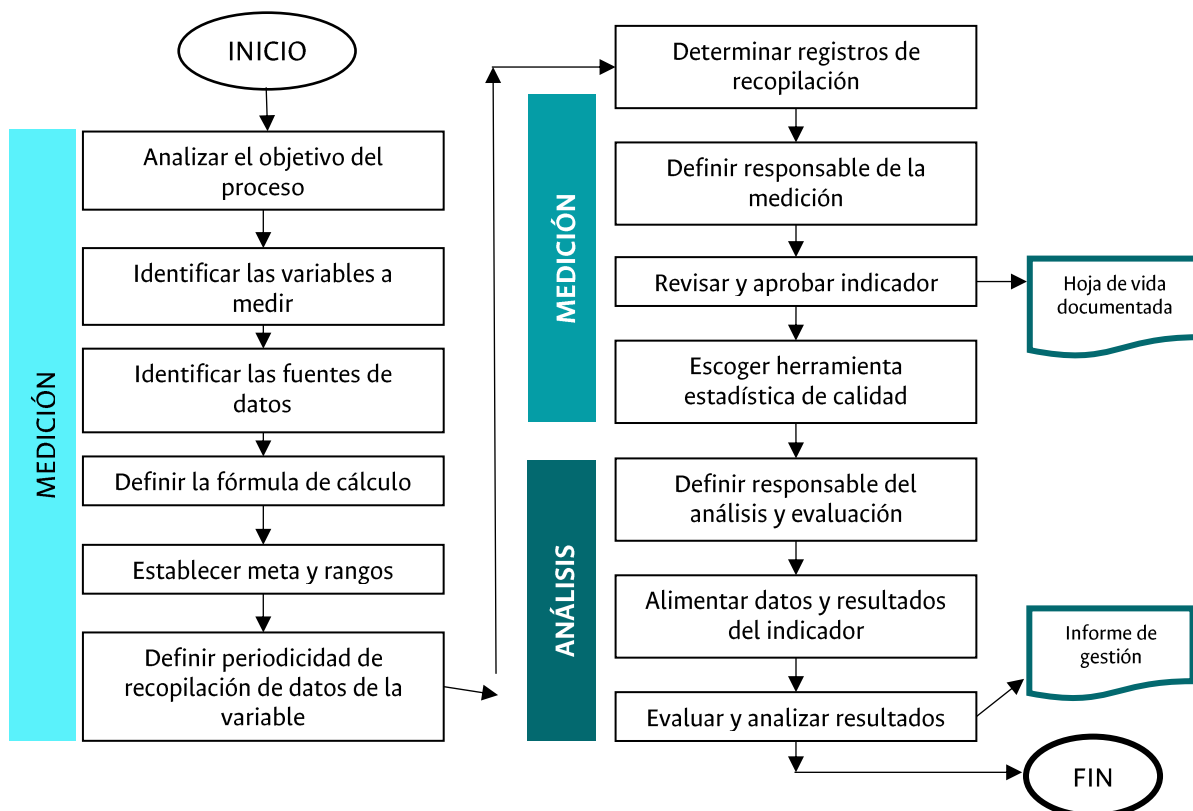 INICIO
MEDICIÓN
Analizar el objetivo del
proceso
Identificar las variables a
medir
Identificar las fuentes de
datos
Definir la fórmula de cálculo
Establecer meta y rangos
Definir periodicidad de
recopilación de datos de la
variable
MEDICIÓN
Determinar registros de
recopilación
Definir responsable de la
medición
Revisar y aprobar indicador
Hoja de vida
documentada
Escoger herramienta
estadística de calidad
ANÁLISIS
Definir responsable del
análisis y evaluación
Alimentar datos y resultados
del indicador
Evaluar y analizar resultados
Informe de
gestión
FIN